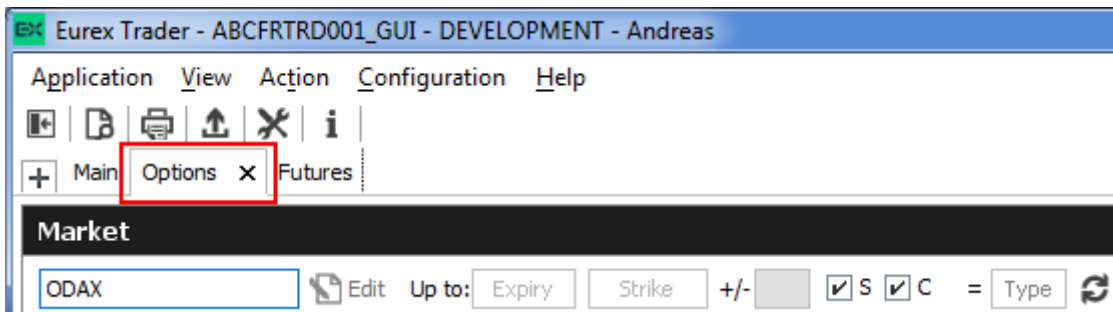 EX Eurex Trader - ABCFRTRD001_GUI - DEVELOPMENT - Andreas
Application View Action Configuration Help
+ Main Options × Futures
Market
ODAX Edit Up to: Expiry Strike +/- S C = Type